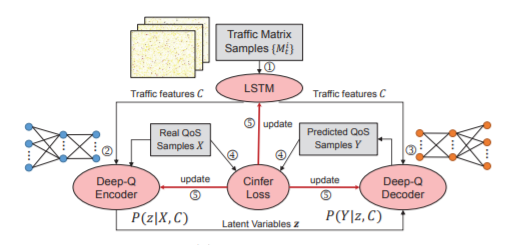 Traffic Matrix
Samples {M_t^i}
①
LSTM
Traffic features C
Traffic features C
⑤ update
Real QoS
Samples X
Predicted QoS
Samples Y
②
④
④
③
Deep-Q
Encoder
update
⑤
Cinfer
Loss
update
⑤
Deep-Q
Decoder
P(z|X, C)
P(Y|z, C)
Latent Variables z